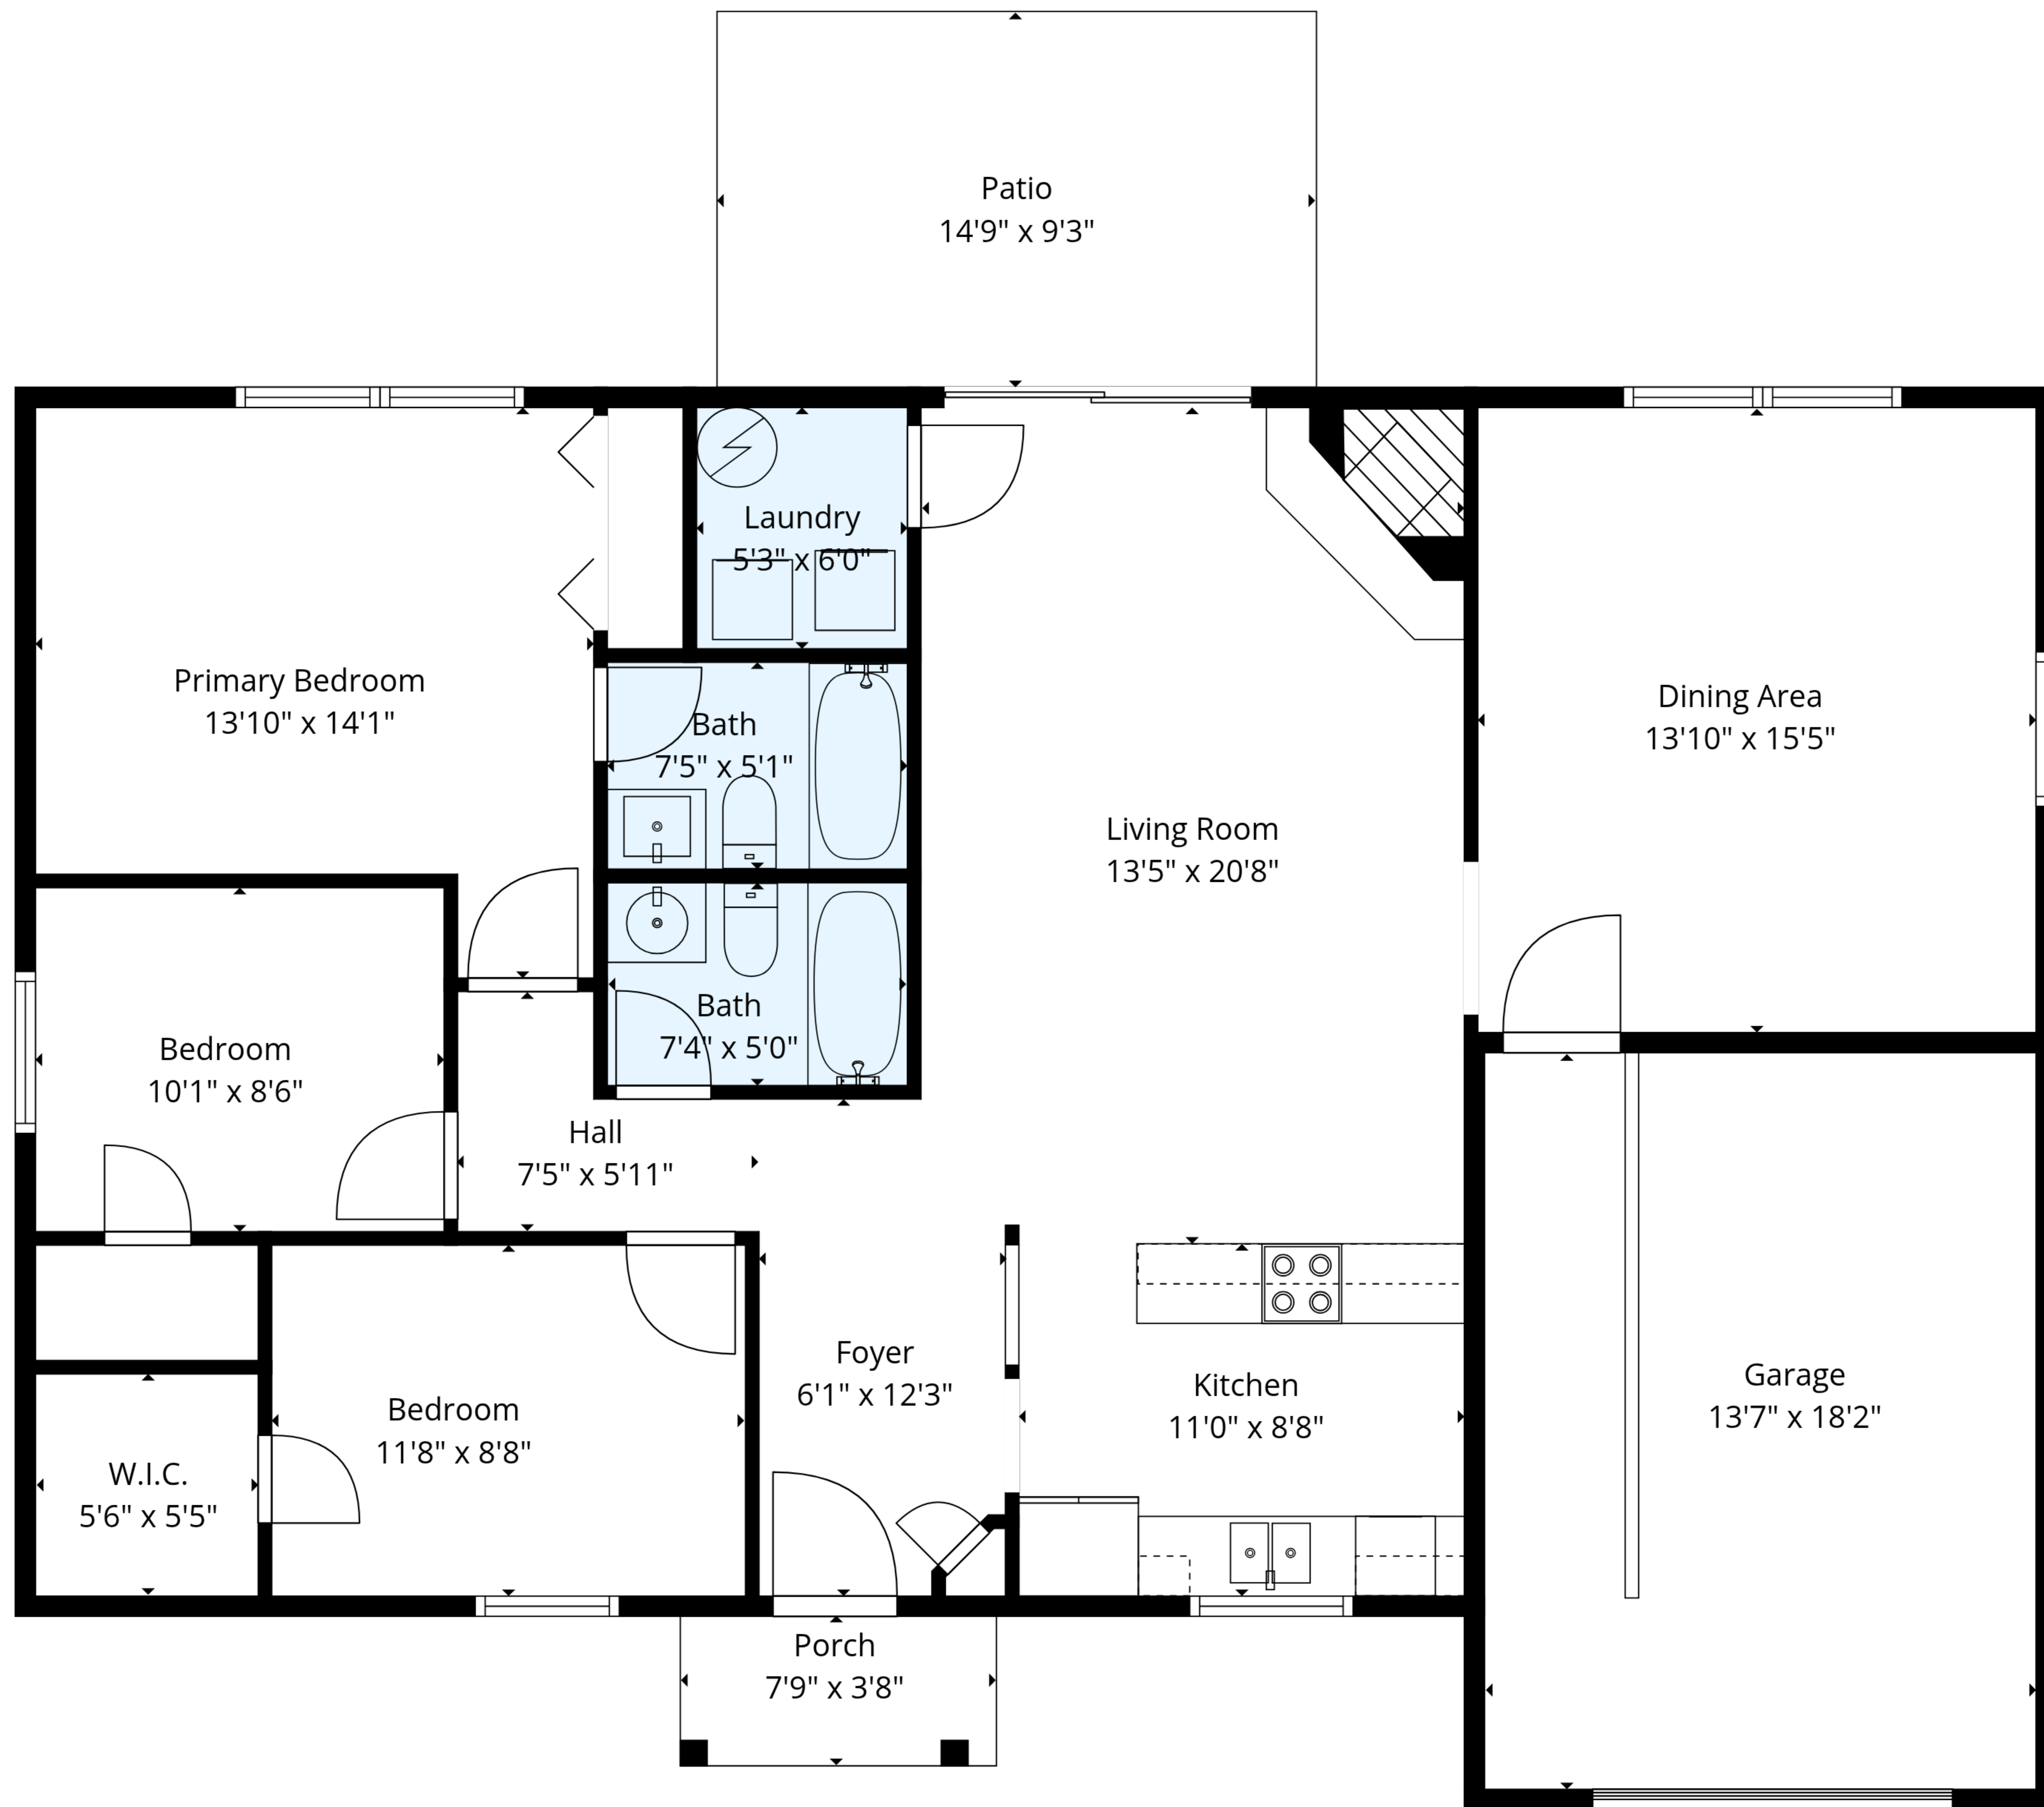 Patio
14'9" x 9'3"
Laundry
5'3" x 6'0"
Primary Bedroom
13'10" x 14'1"
Bath
7'5" x 5'1"
Dining Area
13'10" x 15'5"
Living Room
13'5" x 20'8"
Bedroom
10'1" x 8'6"
Bath
7'4" x 5'0"
Hall
7'5" x 5'11"
Foyer
6'1" x 12'3"
Kitchen
11'0" x 8'8"
Garage
13'7" x 18'2"
Bedroom
11'8" x 8'8"
W.I.C.
5'6" x 5'5"
Porch
7'9" x 3'8"